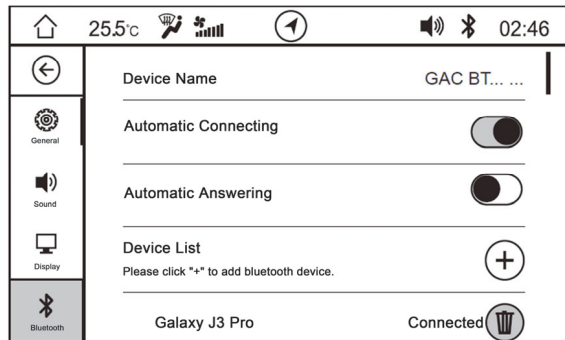 25.5°c 02:46
Device Name GAC BT... ...
General
Automatic Connecting
Sound
Automatic Answering
Display
Device List
Please click "+" to add bluetooth device.
Bluetooth
Galaxy J3 Pro Connected